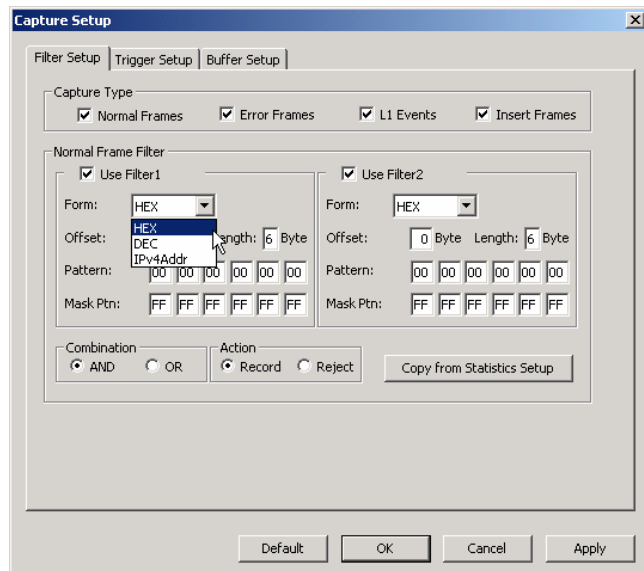 Capture Setup
Filter Setup Trigger Setup Buffer Setup
Capture Type
Normal Frames Error Frames L1 Events Insert Frames
Normal Frame Filter
Use Filter1 Use Filter2
Form: HEX Form: HEX
HEX
DEC
IPv4Addr
Offset: 6 Byte Offset: 0 Byte Length: 6 Byte
Pattern: 00 00 00 00 00 00 Pattern: 00 00 00 00 00 00
Mask Ptn: FF FF FF FF FF FF Mask Ptn: FF FF FF FF FF FF
Combination Action
AND OR Record Reject Copy from Statistics Setup
Default OK Cancel Apply